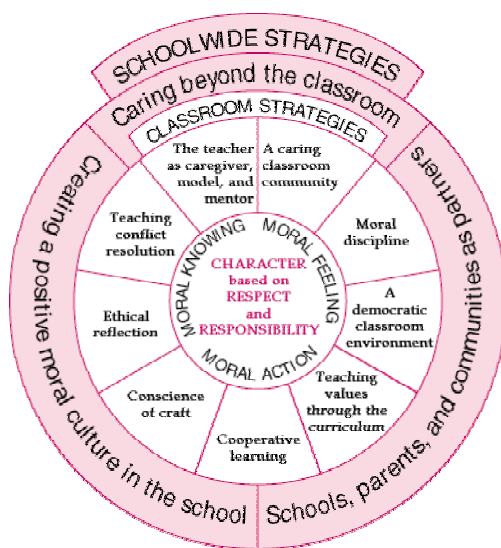 SCHOOLWIDE STRATEGIES
Caring beyond the classroom
CLASSROOM STRATEGIES
The teacher
as caregiver,
model, and
mentor
A caring
classroom
community
Moral
discipline
A
democratic
classroom
environment
Teaching
values
through the
curriculum
Cooperative
learning
Conscience
of craft
Ethical
reflection
Teaching
conflict
resolution
MORAL KNOWING
MORAL FEELING
MORAL ACTION
CHARACTER
based on
RESPECT
and
RESPONSIBILITY
Creating a positive moral culture in the school
Schools, parents, and communities as partners